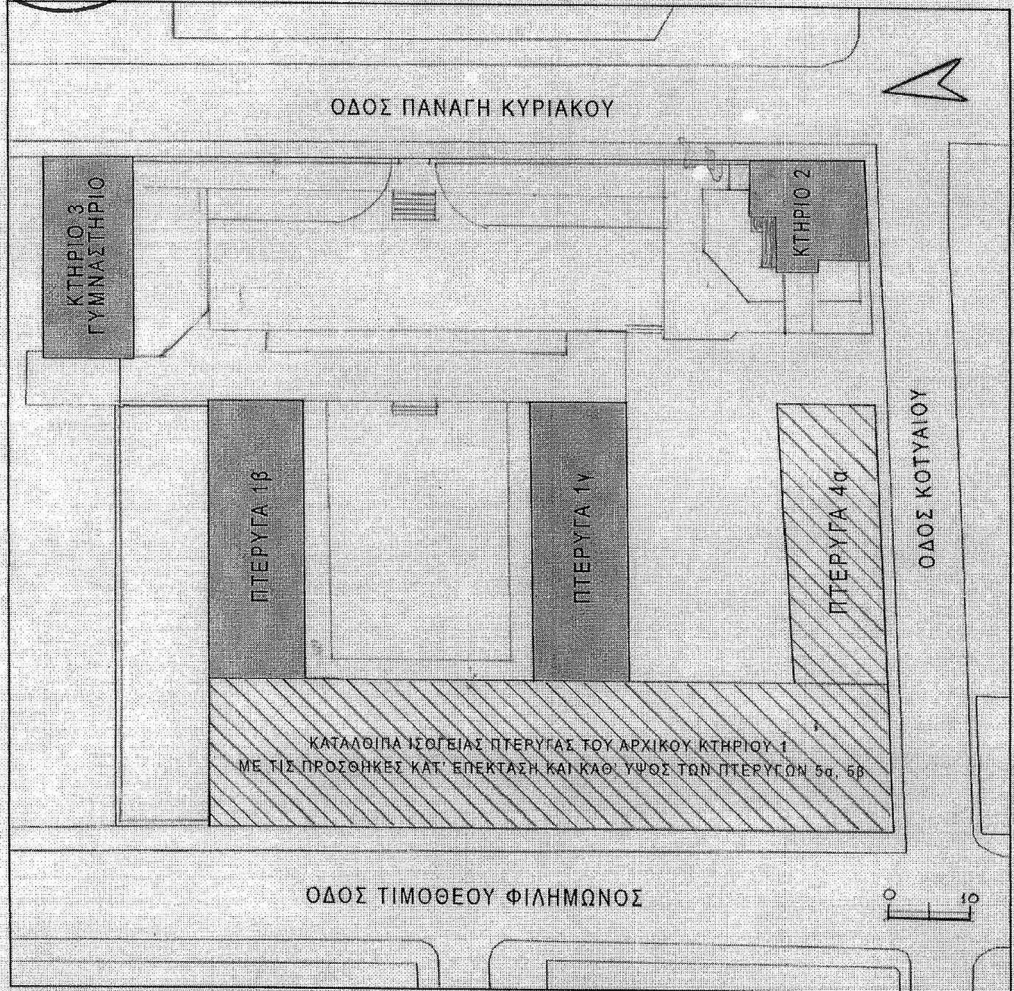 ΟΔΟΣ ΠΑΝΑΓΗ ΚΥΡΙΑΚΟΥ
ΚΤΗΡΙΟ 3
ΓΥΜΝΑΣΤΗΡΙΟ
ΚΤΗΡΙΟ 2
ΠΤΕΡΥΓΑ 1β
ΠΤΕΡΥΓΑ 1γ
ΠΤΕΡΥΓΑ 4α
ΟΔΟΣ ΚΟΤΥΑΙΟΥ
ΚΑΤΑΛΟΙΠΑ ΙΣΟΓΕΙΑΣ ΠΤΕΡΥΓΑΣ ΤΟΥ ΑΡΧΙΚΟΥ ΚΤΗΡΙΟΥ 1
ΜΕ ΤΙΣ ΠΡΟΣΘΗΚΕΣ ΚΑΤ' ΕΠΕΚΤΑΣΗ ΚΑΙ ΚΑΘ' ΥΨΟΣ ΤΩΝ ΠΤΕΡΥΓΩΝ 5α, 5β
ΟΔΟΣ ΤΙΜΟΘΕΟΥ ΦΙΛΗΜΩΝΟΣ
0 10